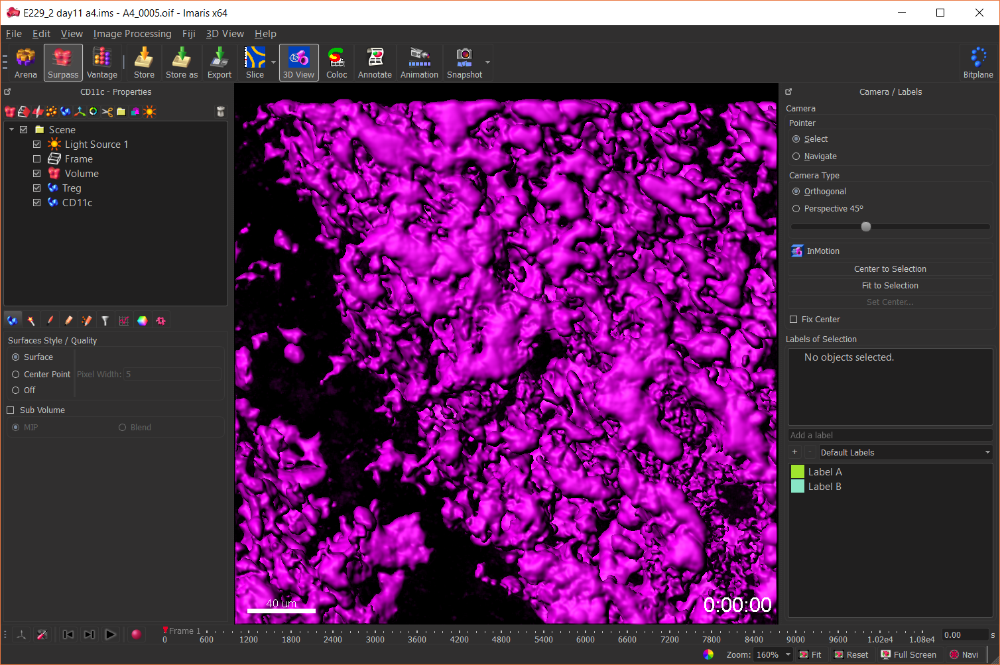 E229_2 day11 a4.ims - A4_0005.oif - Imaris x64
File Edit View Image Processing Fiji 3D View Help
Arena Surpass Vantage Store Store as Export Slice 3D View Coloc Annotate Animation Snapshot Bitplane
CD11c - Properties
Scene
Light Source 1
Frame
Volume
Treg
CD11c
Surfaces Style / Quality
Surface
Center Point Pixel Width: 5
Off
Sub Volume
MIP Blend
40 um
0:00:00
Camera / Labels
Camera
Pointer
Select
Navigate
Camera Type
Orthogonal
Perspective 45º
InMotion
Center to Selection
Fit to Selection
Set Center...
Fix Center
Labels of Selection
No objects selected.
Add a label
+ - Default Labels
Label A
Label B
Frame 1
0 600 1200 1800 2400 3000 3600 4200 4800 5400 6000 6600 7200 7800 8400 9000 9600 1.02e4 1.08e4 0.00 s
Zoom: 160% Fit Reset Full Screen Navi